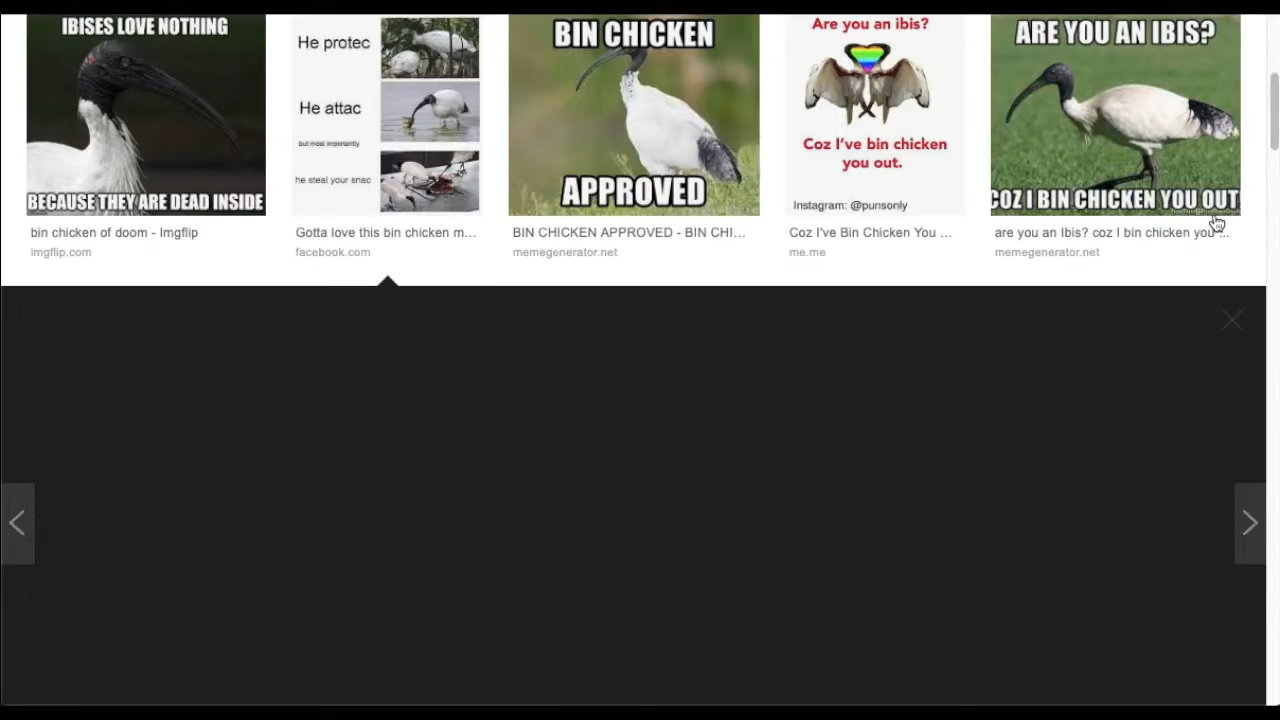 IBISES LOVE NOTHING
BECAUSE THEY ARE DEAD INSIDE
bin chicken of doom - Imgflip
imgflip.com
He protec
He attac
but most importantly
he steal your snac
Gotta love this bin chicken m...
facebook.com
BIN CHICKEN
APPROVED
BIN CHICKEN APPROVED - BIN CHI...
memegenerator.net
Are you an ibis?
Coz I've bin chicken
you out.
Instagram: @punsonly
Coz I've Bin Chicken You ...
me.me
ARE YOU AN IBIS?
COZ I BIN CHICKEN YOU OUT
are you an Ibis? coz I bin chicken you ...
memegenerator.net